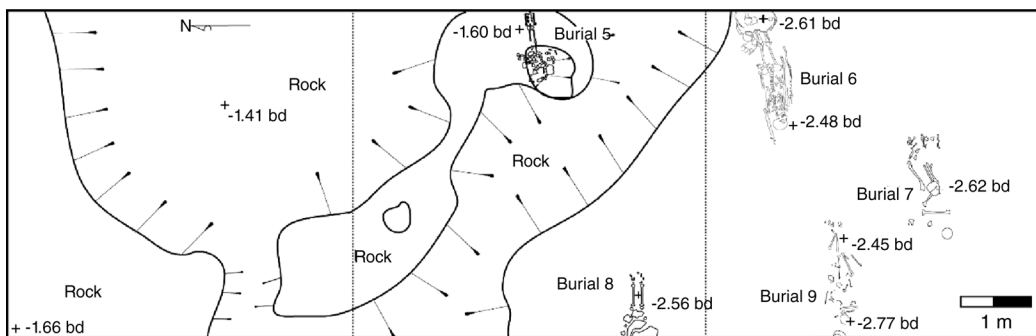 N
-1.60 bd
Burial 5
-2.61 bd
Rock
Burial 6
-1.41 bd
-2.48 bd
Rock
Burial 7
-2.62 bd
Rock
-2.45 bd
Rock
Burial 8
-2.56 bd
Burial 9
-2.77 bd
-1.66 bd
1 m